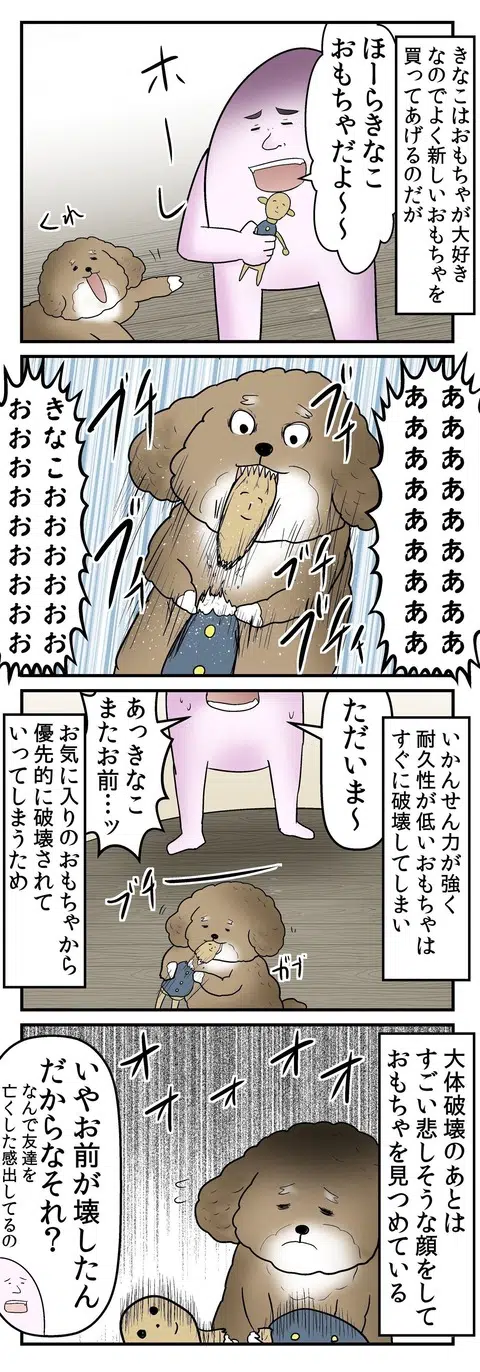 きなこはおもちゃが大好き
なのでよく新しいおもちゃを
買ってあげるのだが
ほーらきなこ
おもちゃだよ〜〜
ホーレ
くれ
ああああああああああ
ああああああああああ
きなこおおおおおお
おおおおおおおおお
ブチ
ブチ
ブチ
ブチ
ブチチ
いかんせん力が強く
耐久性が低いおもちゃは
すぐに破壊してしまい
ただいま〜
あっきなこ
またお前…ッ
ブチー
ガブ
お気に入りのおもちゃから
優先的に破壊されて
いってしまうため
大体破壊のあとは
すごい悲しそうな顔をして
おもちゃを見つめている
オオオオ
いやお前が壊したん
だからなそれ？
なんで友達を
亡くした感出してるの